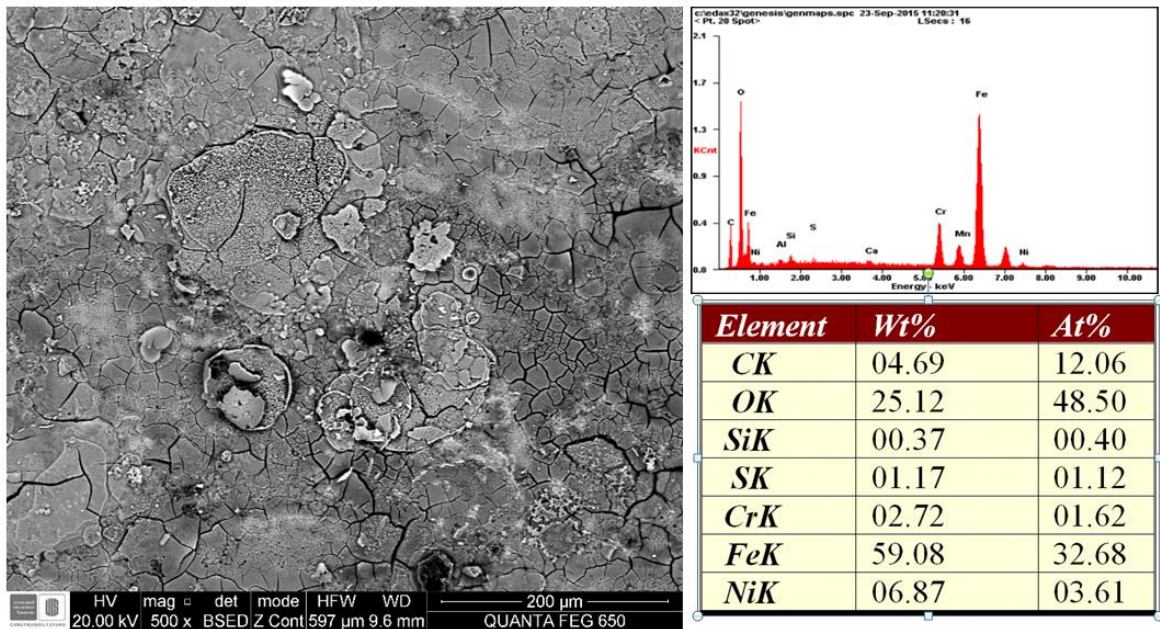 c:\edax32\genesis\genmaps.spc 23-Sep-2015 11:20:31
< Pt. 20 Spot> LSecs : 16
2.1
1.7
1.3
KCnt
0.9
0.4
0.0
C
O
Fe
Ni
Al
Si
S
Ca
Cr
Mn
Fe
Ni
1.00 2.00 3.00 4.00 6.00 7.00 8.00 9.00 10.00
Energy - keV
Element Wt% At%
CK 04.69 12.06
OK 25.12 48.50
SiK 00.37 00.40
SK 01.17 01.12
CrK 02.72 01.62
FeK 59.08 32.68
NiK 06.87 03.61
HV mag □ det mode HFW WD 200 µm
20.00 kV 500 x BSED Z Cont 597 µm 9.6 mm QUANTA FEG 650
CONSTRUIMOS FUTURO